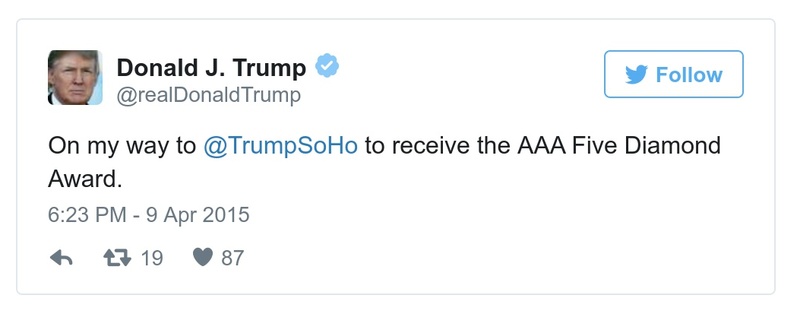 Donald J. Trump
@realDonaldTrump
Follow
On my way to @TrumpSoHo to receive the AAA Five Diamond
Award.
6:23 PM - 9 Apr 2015
19 87